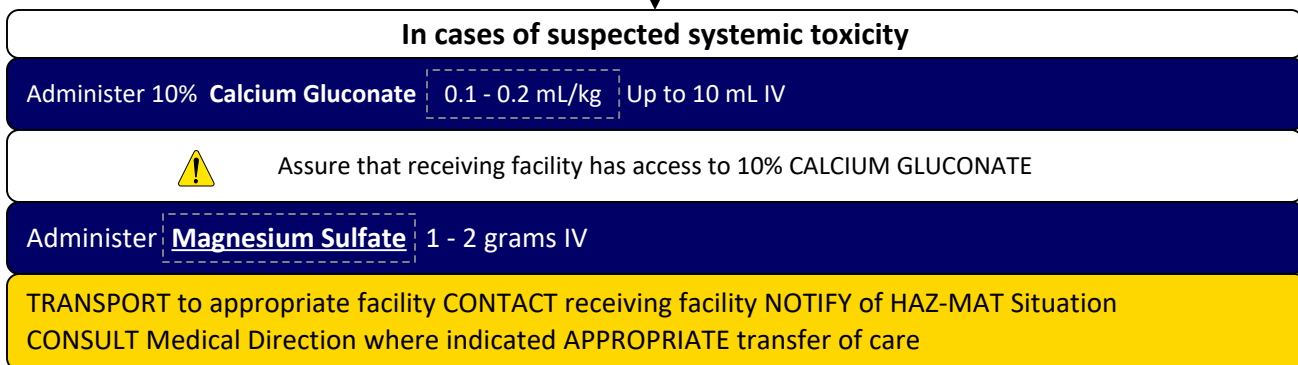 In cases of suspected systemic toxicity
Administer 10% Calcium Gluconate 0.1 - 0.2 mL/kg Up to 10 mL IV
Assure that receiving facility has access to 10% CALCIUM GLUCONATE
Administer Magnesium Sulfate 1 - 2 grams IV
TRANSPORT to appropriate facility CONTACT receiving facility NOTIFY of HAZ-MAT Situation
CONSULT Medical Direction where indicated APPROPRIATE transfer of care